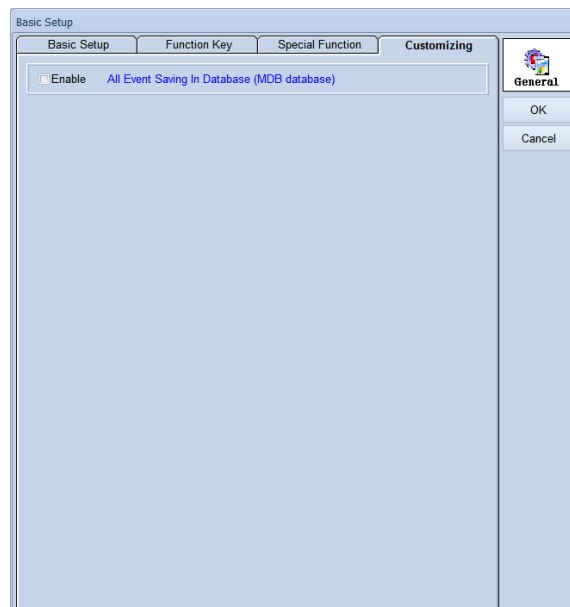 Basic Setup
Basic Setup Function Key Special Function Customizing
Enable All Event Saving In Database (MDB database)
General
OK
Cancel